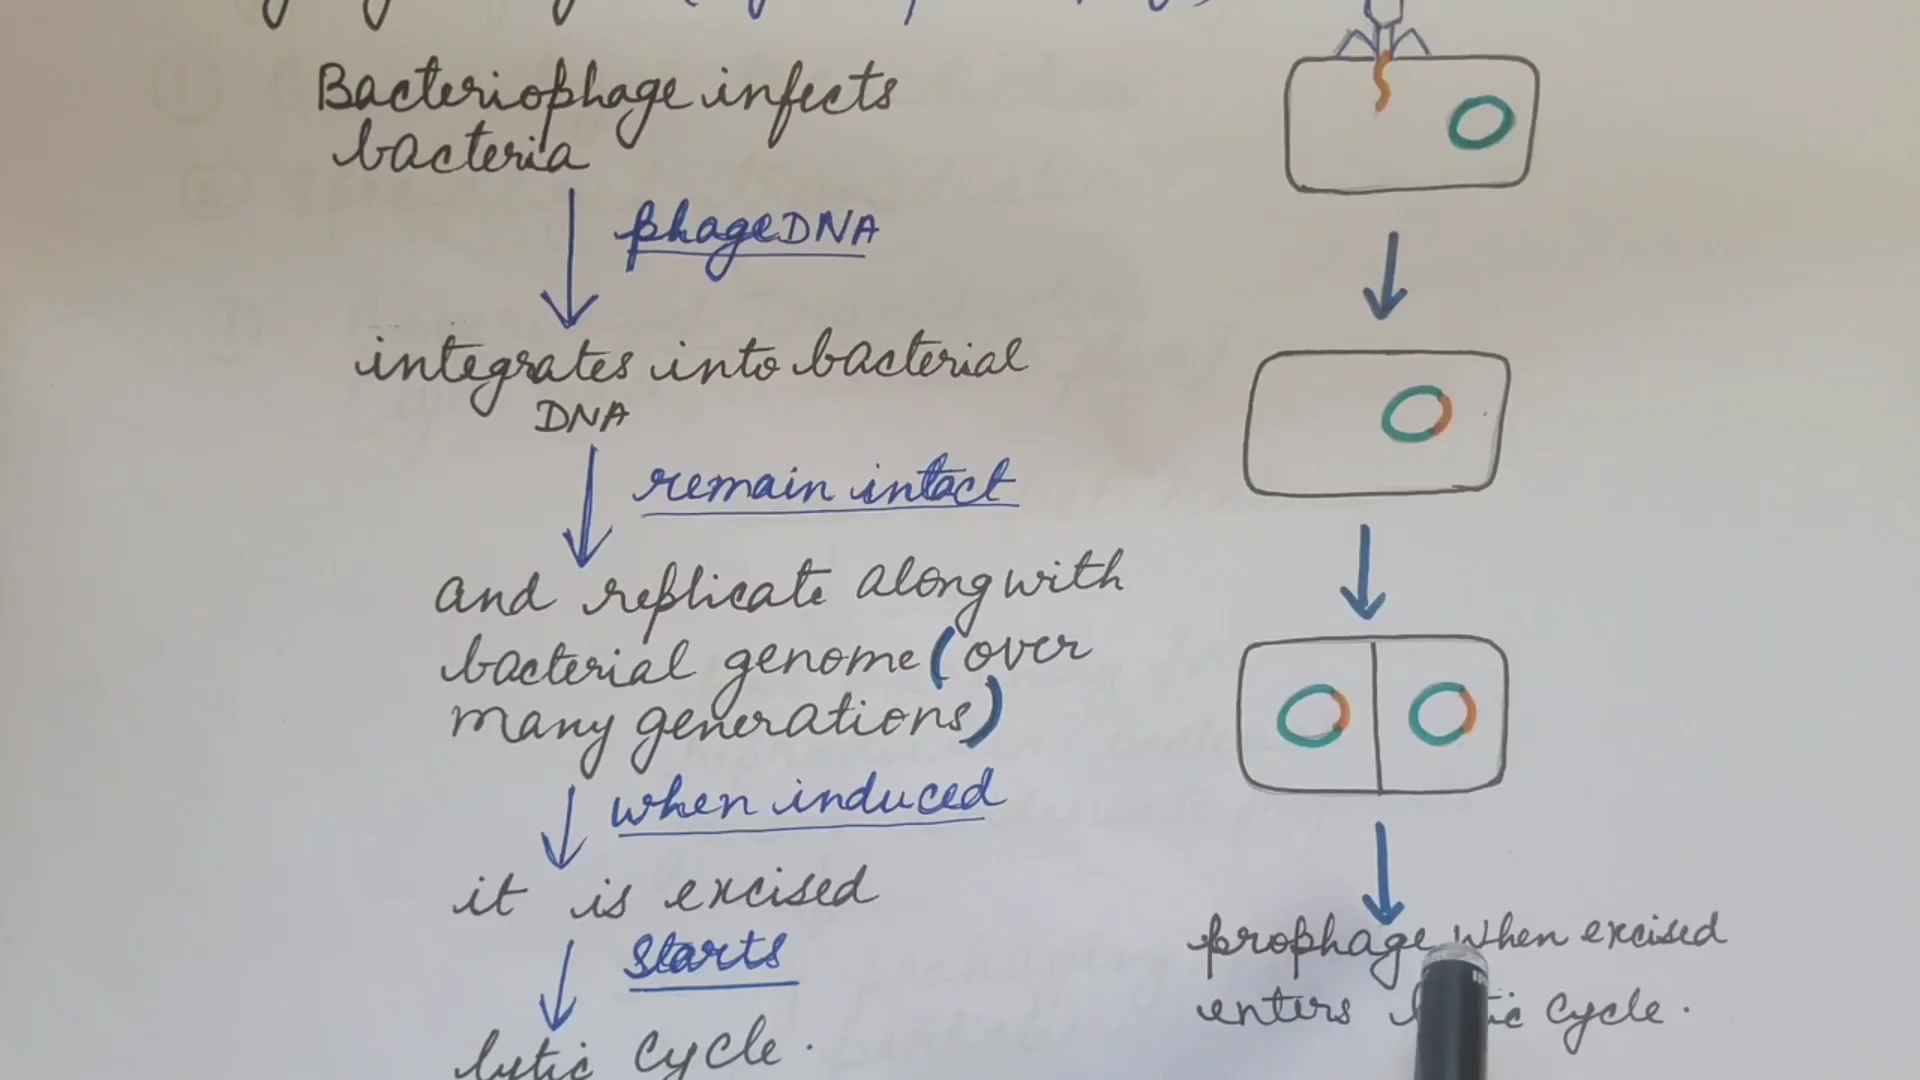 Bacteriophage infects
bacteria
phage DNA
integrates into bacterial
DNA
remain intact
and replicate along with
bacterial genome (over
many generations)
when induced
it is excised
starts
lytic cycle.
prophage when excised
enters cycle.